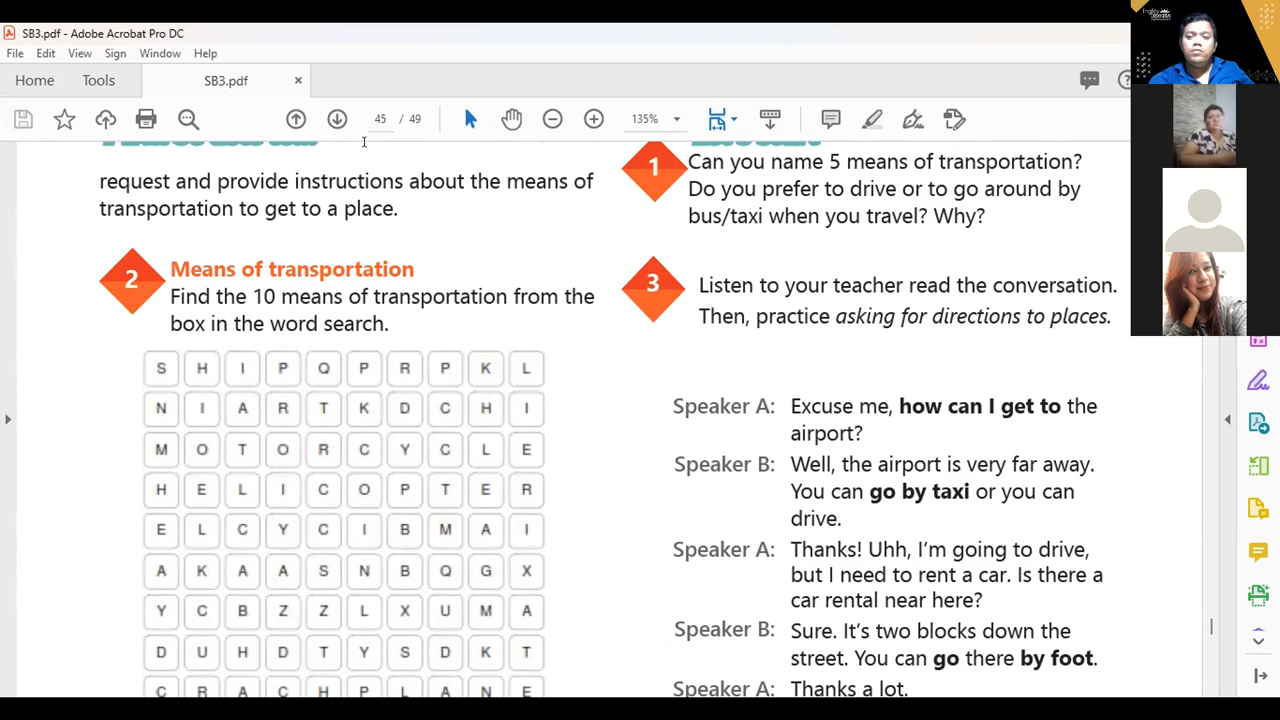 SB3.pdf - Adobe Acrobat Pro DC
File Edit View Sign Window Help
Home Tools SB3.pdf ×
45 / 49 135%
request and provide instructions about the means of
transportation to get to a place.
2 Means of transportation
Find the 10 means of transportation from the
box in the word search.
S H I P Q P R P K L
N I A R T K D C H I
M O T O R C Y C L E
H E L I C O P T E R
E L C Y C I B M A I
A K A A S N B Q G X
Y C B Z Z L X U M A
D U H D T Y S D K T
C R A C H P L A N E
1 Can you name 5 means of transportation?
Do you prefer to drive or to go around by
bus/taxi when you travel? Why?
3 Listen to your teacher read the conversation.
Then, practice asking for directions to places.
Speaker A: Excuse me, how can I get to the
airport?
Speaker B: Well, the airport is very far away.
You can go by taxi or you can
drive.
Speaker A: Thanks! Uhh, I'm going to drive,
but I need to rent a car. Is there a
car rental near here?
Speaker B: Sure. It's two blocks down the
street. You can go there by foot.
Speaker A: Thanks a lot.